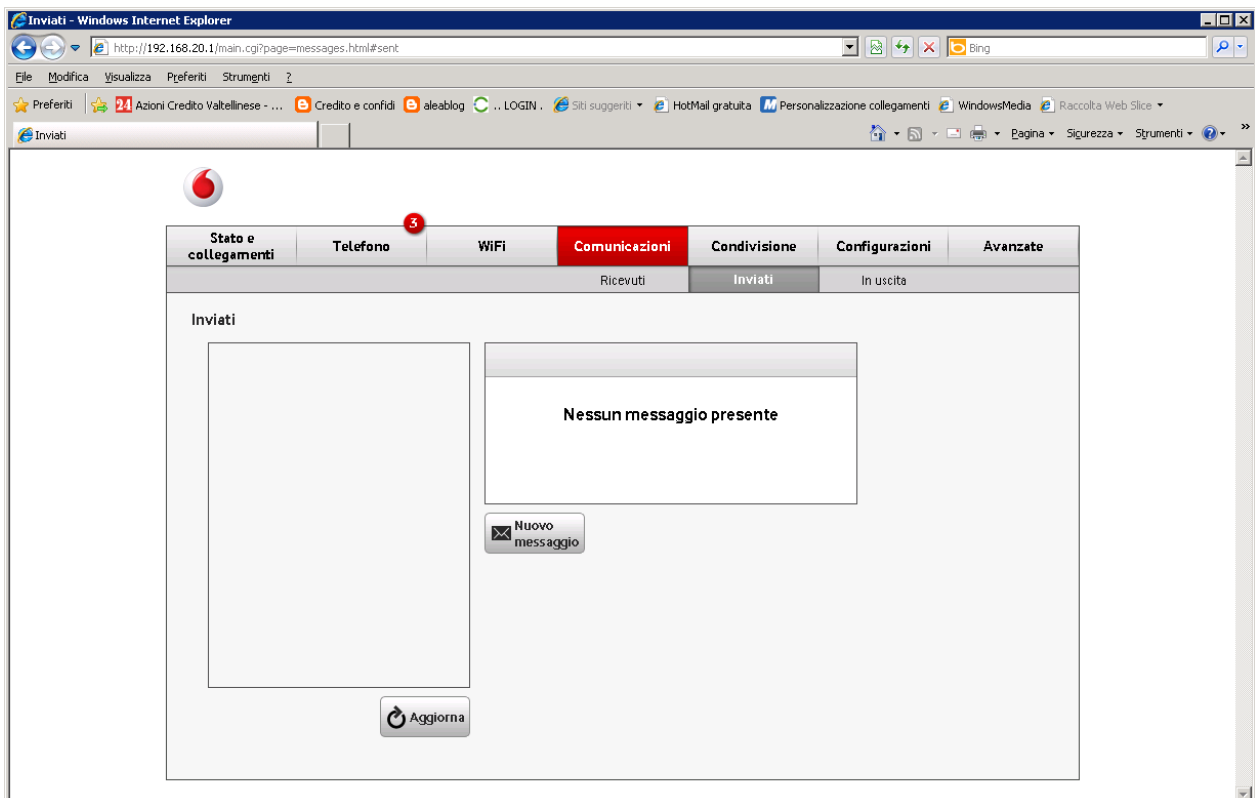 Inviati - Windows Internet Explorer
http://192.168.20.1/main.cgi?page=messages.html#sent
Bing
File Modifica Visualizza Preferiti Strumenti ?
Preferiti 24 Azioni Credito Valtellinese - ... Credito e confidi aleablog .. LOGIN . Siti suggeriti HotMail gratuita Personalizzazione collegamenti WindowsMedia Raccolta Web Slice
Inviati Pagina Sicurezza Strumenti »
3
Stato e collegamenti Telefono WiFi Comunicazioni Condivisione Configurazioni Avanzate
Ricevuti Inviati In uscita
Inviati
Nessun messaggio presente
Nuovo
messaggio
Aggiorna